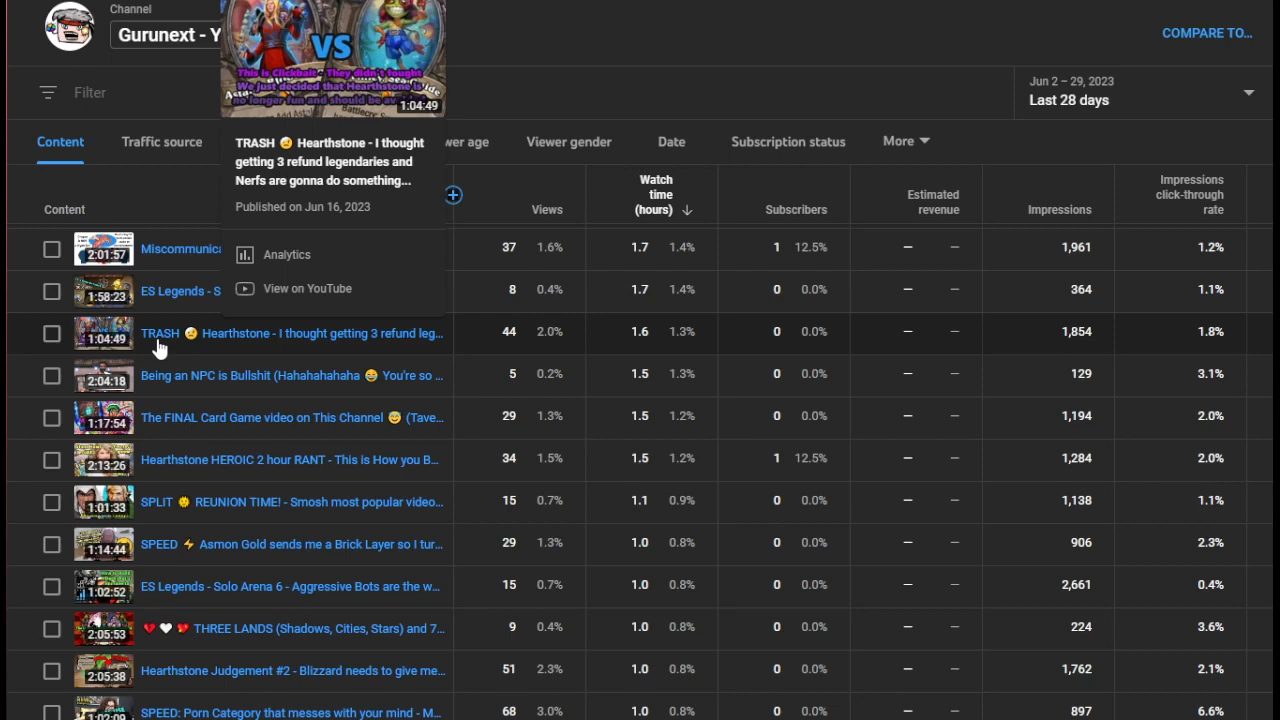 Channel
Gurunext - Y
COMPARE TO...
VS
This is Clickbait - They didn't fought
We just decided that Hearthstone is
no longer fun and should be av
1:04:49
Filter
Jun 2 – 29, 2023
Last 28 days
TRASH 🤕 Hearthstone - I thought
getting 3 refund legendaries and
Nerfs are gonna do something...
Published on Jun 16, 2023
Analytics
View on YouTube
Content Traffic source wer age Viewer gender Date Subscription status More
Content Views Watch time (hours) Subscribers Estimated revenue Impressions Impressions click-through rate
2:01:57 Miscommunica 37 1.6% 1.7 1.4% 1 12.5% — — 1,961 1.2%
1:58:23 ES Legends - S 8 0.4% 1.7 1.4% 0 0.0% — — 364 1.1%
1:04:49 TRASH 🤕 Hearthstone - I thought getting 3 refund leg... 44 2.0% 1.6 1.3% 0 0.0% — — 1,854 1.8%
2:04:18 Being an NPC is Bullshit (Hahahahahaha 😂 You're so ... 5 0.2% 1.5 1.3% 0 0.0% — — 129 3.1%
1:17:54 The FINAL Card Game video on This Channel 😅 (Tave... 29 1.3% 1.5 1.2% 0 0.0% — — 1,194 2.0%
2:13:26 Hearthstone HEROIC 2 hour RANT - This is How you B... 34 1.5% 1.5 1.2% 1 12.5% — — 1,284 2.0%
1:01:33 SPLIT 🌞 REUNION TIME! - Smosh most popular video... 15 0.7% 1.1 0.9% 0 0.0% — — 1,138 1.1%
1:14:44 SPEED ⚡ Asmon Gold sends me a Brick Layer so I tur... 29 1.3% 1.0 0.8% 0 0.0% — — 906 2.3%
1:02:52 ES Legends - Solo Arena 6 - Aggressive Bots are the w... 15 0.7% 1.0 0.8% 0 0.0% — — 2,661 0.4%
2:05:53 💔 🤍 💝 THREE LANDS (Shadows, Cities, Stars) and 7... 9 0.4% 1.0 0.8% 0 0.0% — — 224 3.6%
2:05:38 Hearthstone Judgement #2 - Blizzard needs to give me... 51 2.3% 1.0 0.8% 0 0.0% — — 1,762 2.1%
1:02:09 SPEED: Porn Category that messes with your mind - M... 68 3.0% 1.0 0.8% 0 0.0% — — 897 6.6%